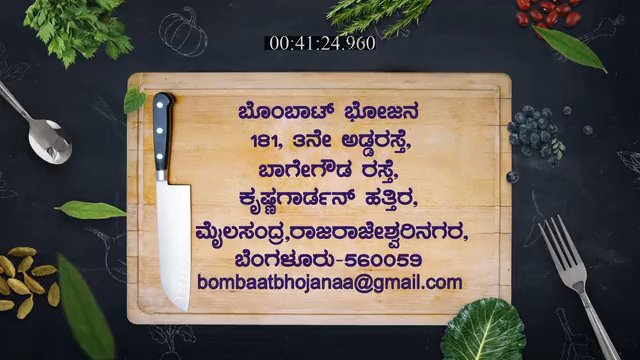 00:41:24.960
ಬೊಂಬಾಟ್ ಭೋಜನ
181, 3ನೇ ಅಡ್ಡರಸ್ತೆ,
ಬಾಗೇಗೌಡ ರಸ್ತೆ,
ಕೃಷ್ಣಗಾರ್ಡನ್ ಹತ್ತಿರ,
ಮೈಲಸಂದ್ರ,ರಾಜರಾಜೇಶ್ವರಿನಗರ,
ಬೆಂಗಳೂರು-560059
bombaatbhojanaa@gmail.com